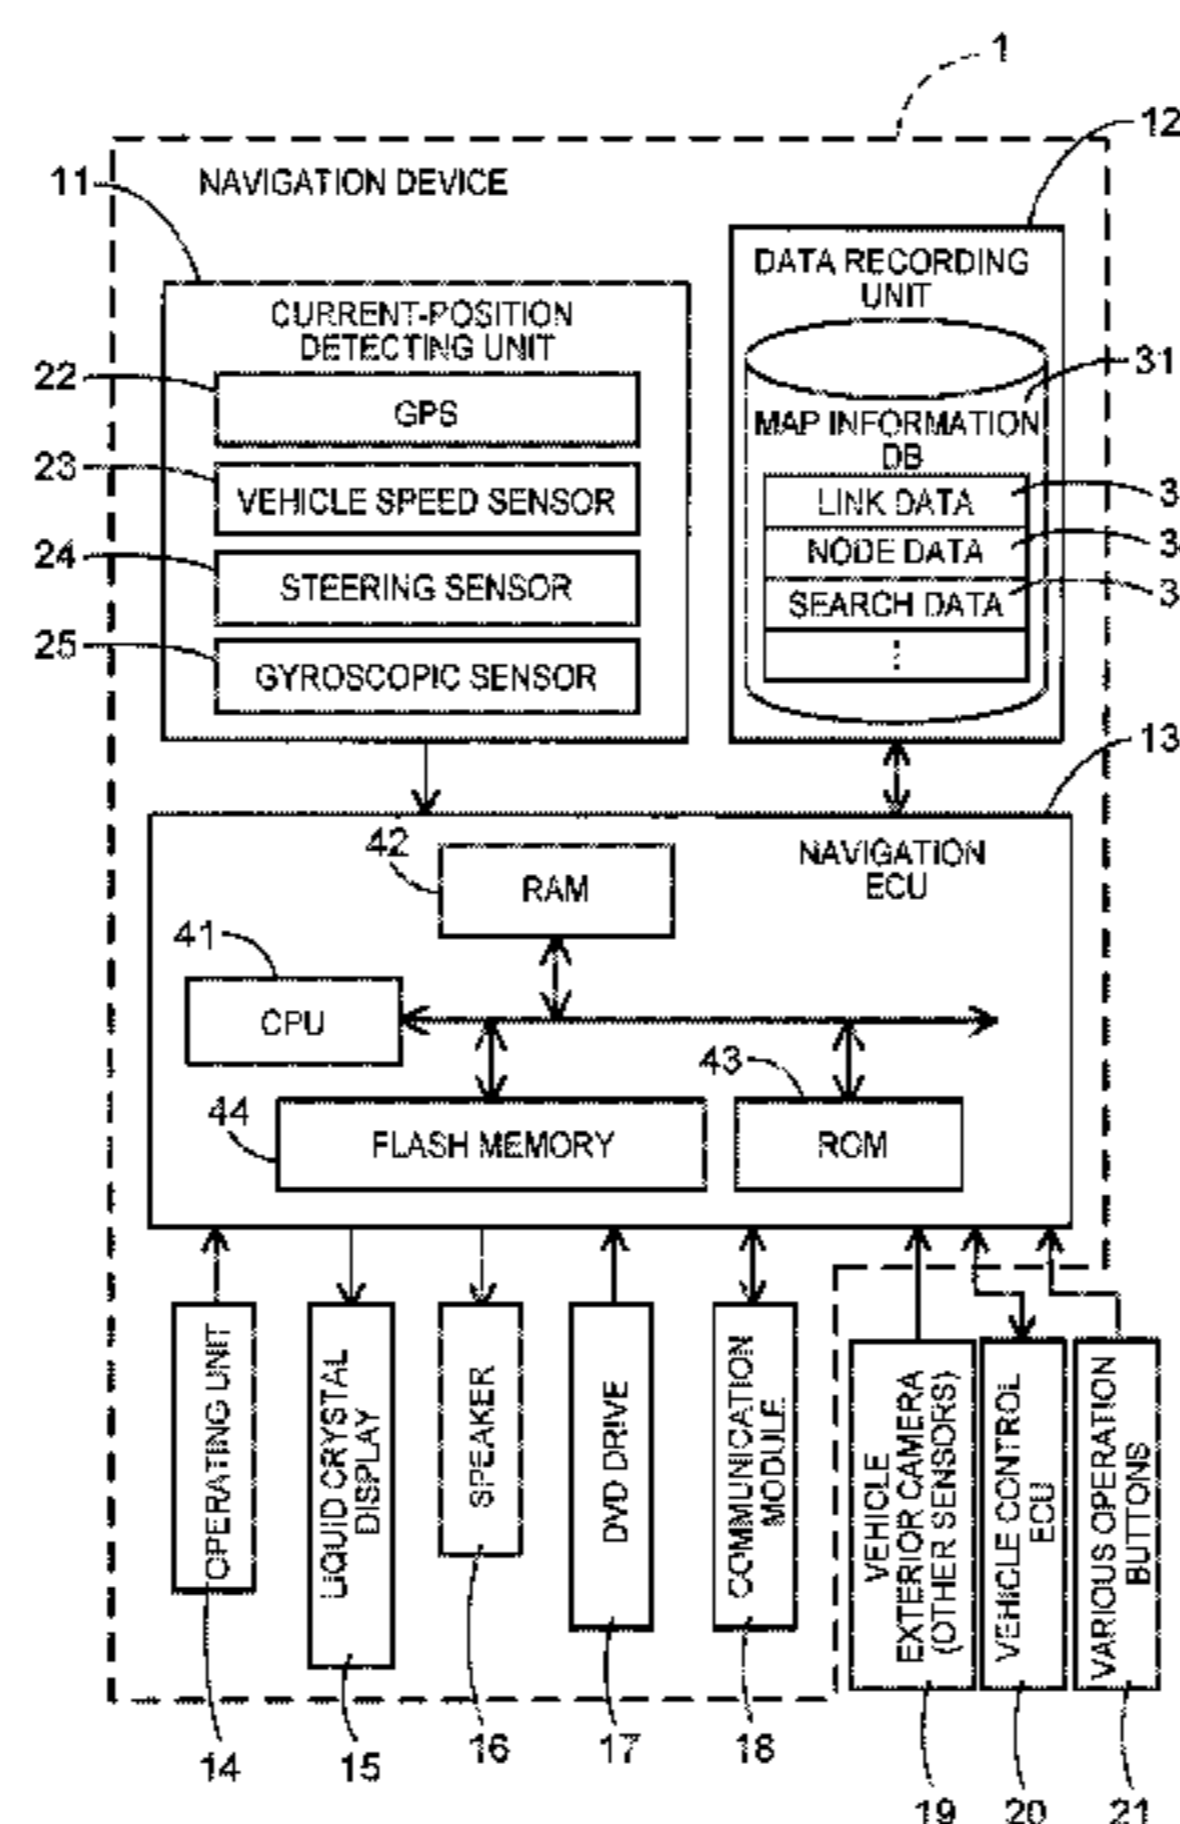 1
12
NAVIGATION DEVICE
11
DATA RECORDING
UNIT
CURRENT-POSITION
DETECTING UNIT
31
22
GPS
MAP INFORMATION
DB
23
VEHICLE SPEED SENSOR
LINK DATA
3
24
STEERING SENSOR
NODE DATA
3
SEARCH DATA
3
25
GYROSCOPIC SENSOR
13
42
RAM
NAVIGATION
ECU
41
CPU
43
44
FLASH MEMORY
ROM
OPERATING UNIT
LIQUID CRYSTAL
DISPLAY
SPEAKER
DVD DRIVE
COMMUNICATION
MODULE
VEHICLE
EXTERIOR CAMERA
(OTHER SENSORS)
VEHICLE CONTROL
ECU
VARIOUS OPERATION
BUTTONS
14
15
16
17
18
19
20
21